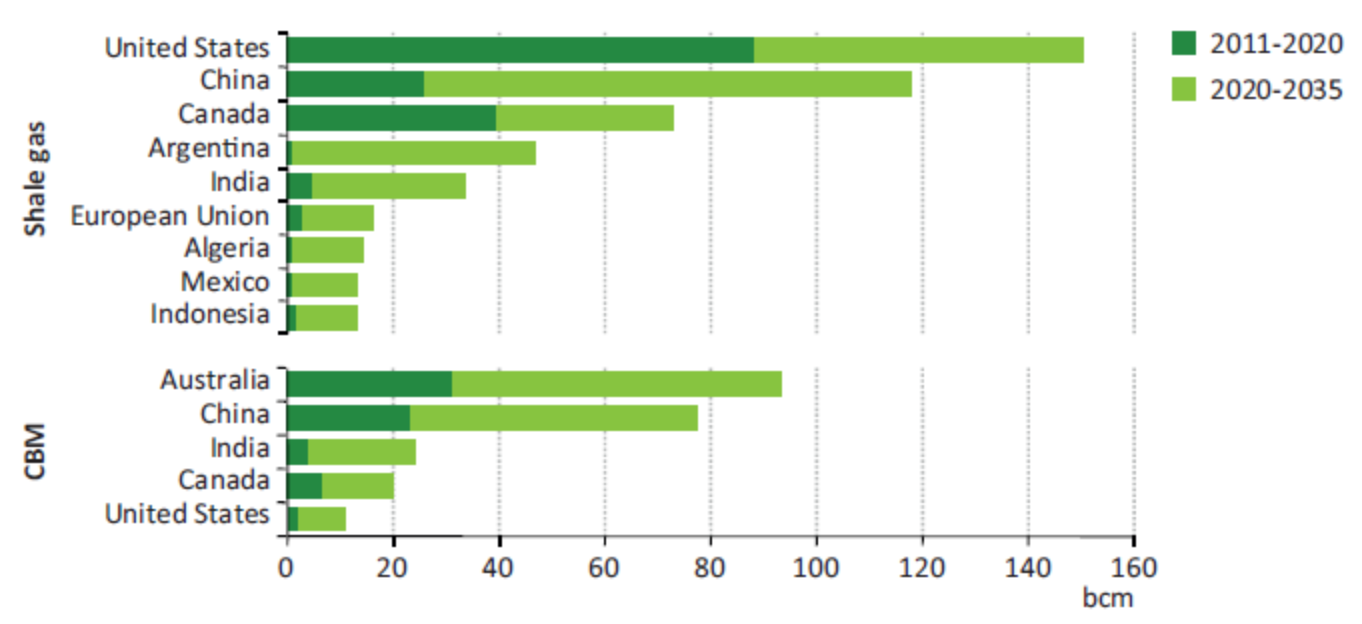 2011-2020
2020-2035
Shale gas
United States
China
Canada
Argentina
India
European Union
Algeria
Mexico
Indonesia
CBM
Australia
China
India
Canada
United States
0 20 40 60 80 100 120 140 160
bcm